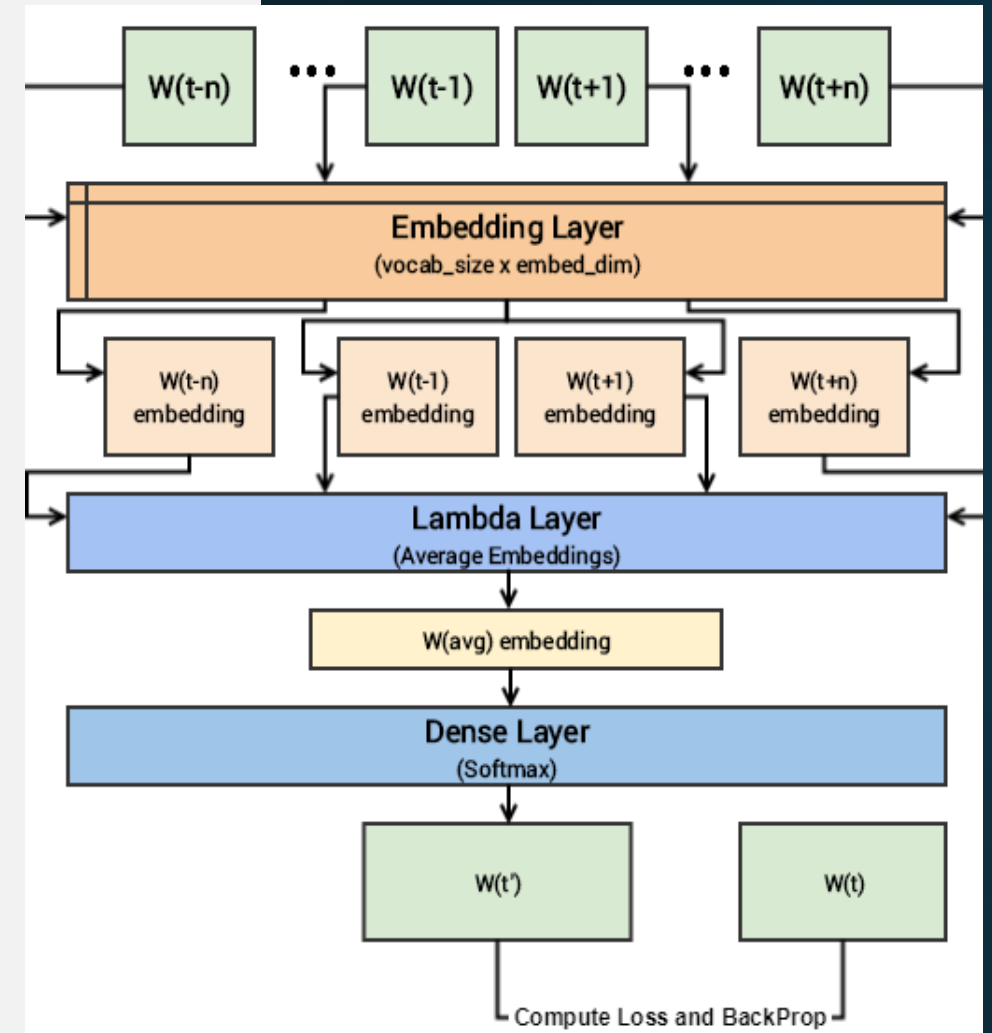 W(t-n) ... W(t-1) W(t+1) ... W(t+n)
Embedding Layer
(vocab_size x embed_dim)
W(t-n)
embedding
W(t-1)
embedding
W(t+1)
embedding
W(t+n)
embedding
Lambda Layer
(Average Embeddings)
W(avg) embedding
Dense Layer
(Softmax)
W(t')
W(t)
Compute Loss and BackProp